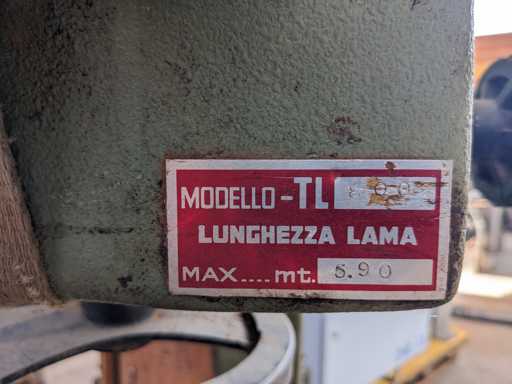 MODELLO-TL
LUNGHEZZA LAMA
MAX....mt. 5.90